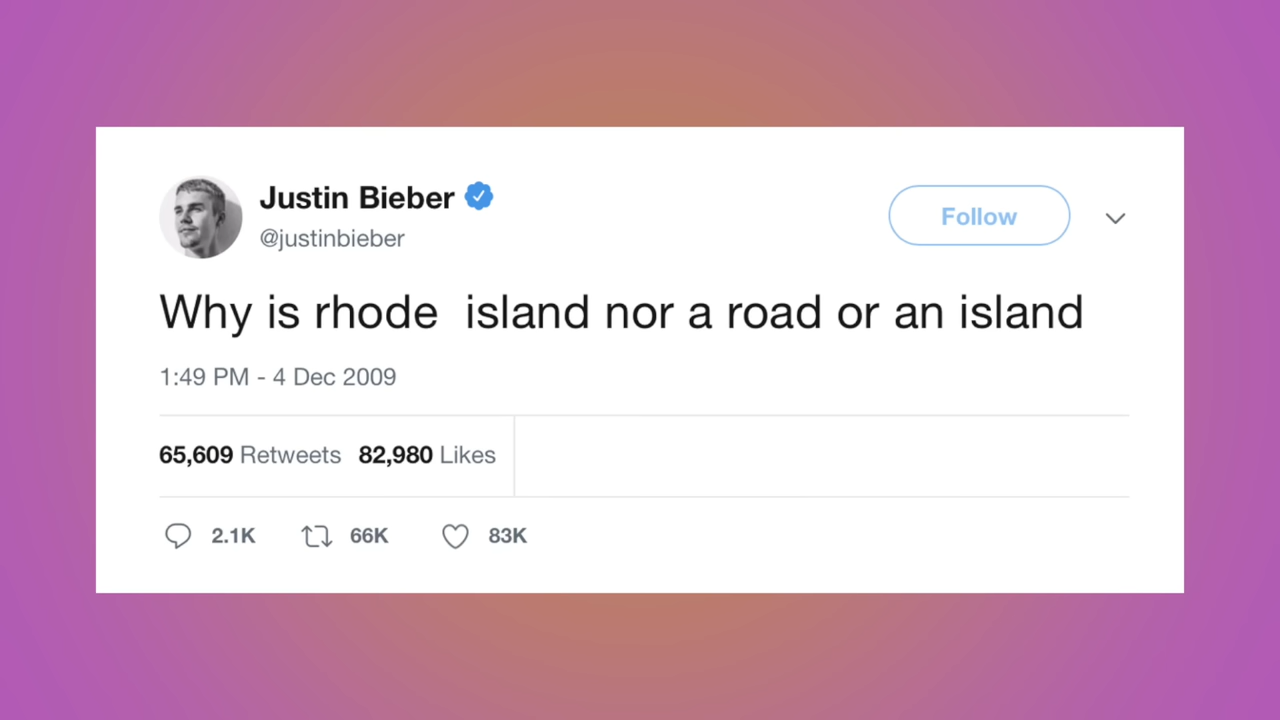 Justin Bieber
@justinbieber
Follow
Why is rhode  island nor a road or an island
1:49 PM - 4 Dec 2009
65,609 Retweets 82,980 Likes
2.1K 66K 83K